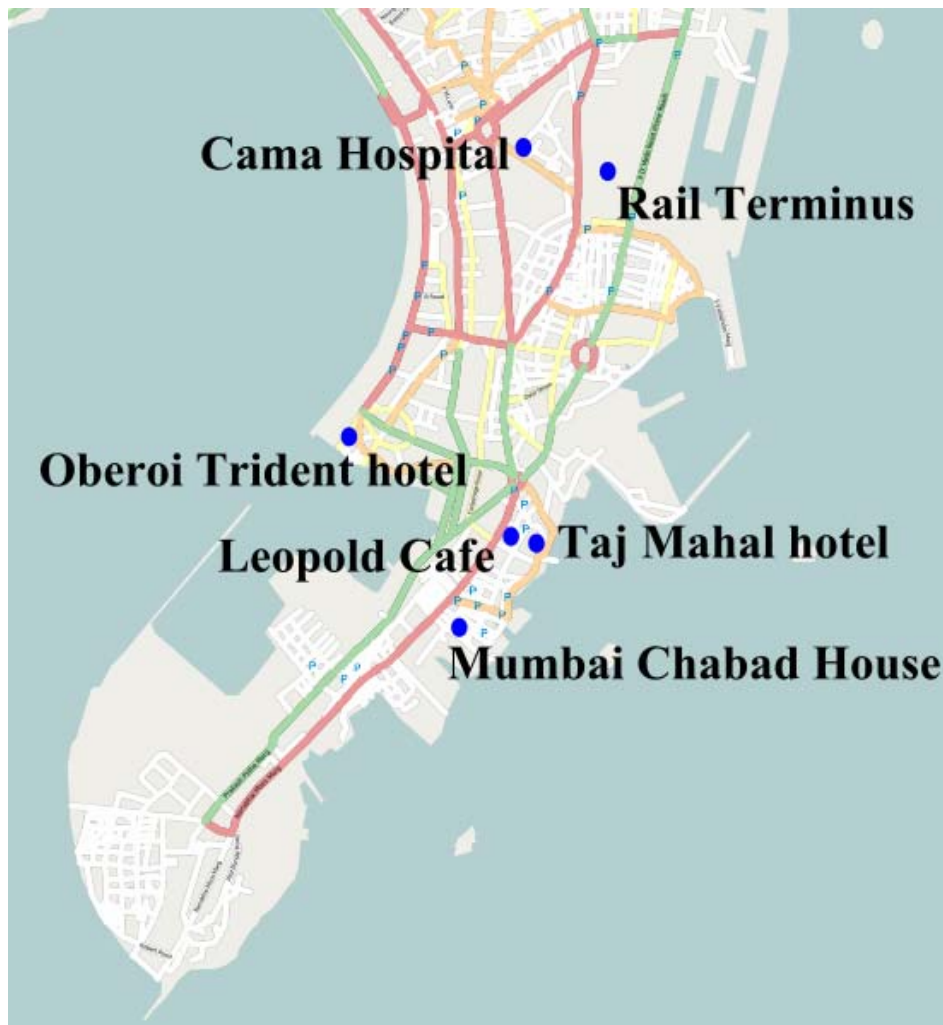 Cama Hospital
Rail Terminus
Oberoi Trident hotel
Leopold Cafe
Taj Mahal hotel
Mumbai Chabad House